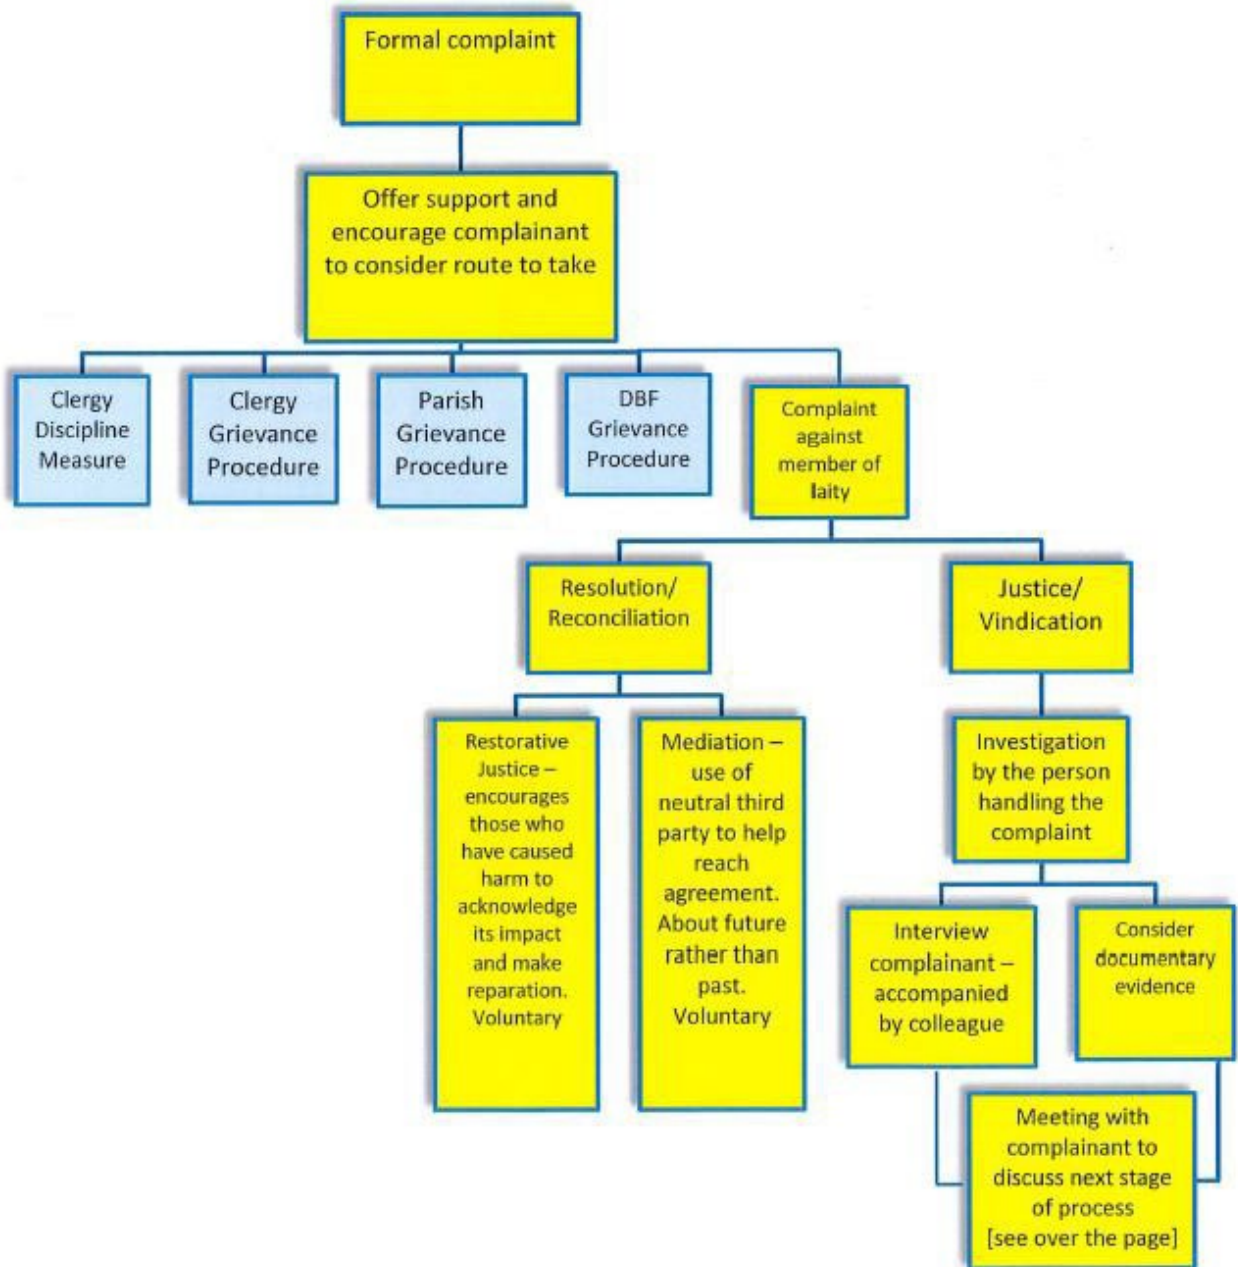 Formal complaint
Offer support and
encourage complainant
to consider route to take
Clergy
Discipline
Measure
Clergy
Grievance
Procedure
Parish
Grievance
Procedure
DBF
Grievance
Procedure
Complaint
against
member of
laity
Resolution/
Reconciliation
Justice/
Vindication
Restorative
Justice –
encourages
those who
have caused
harm to
acknowledge
its impact
and make
reparation.
Voluntary
Mediation –
use of
neutral third
party to help
reach
agreement.
About future
rather than
past.
Voluntary
Investigation
by the person
handling the
complaint
Interview
complainant –
accompanied
by colleague
Consider
documentary
evidence
Meeting with
complainant to
discuss next stage
of process
[see over the page]